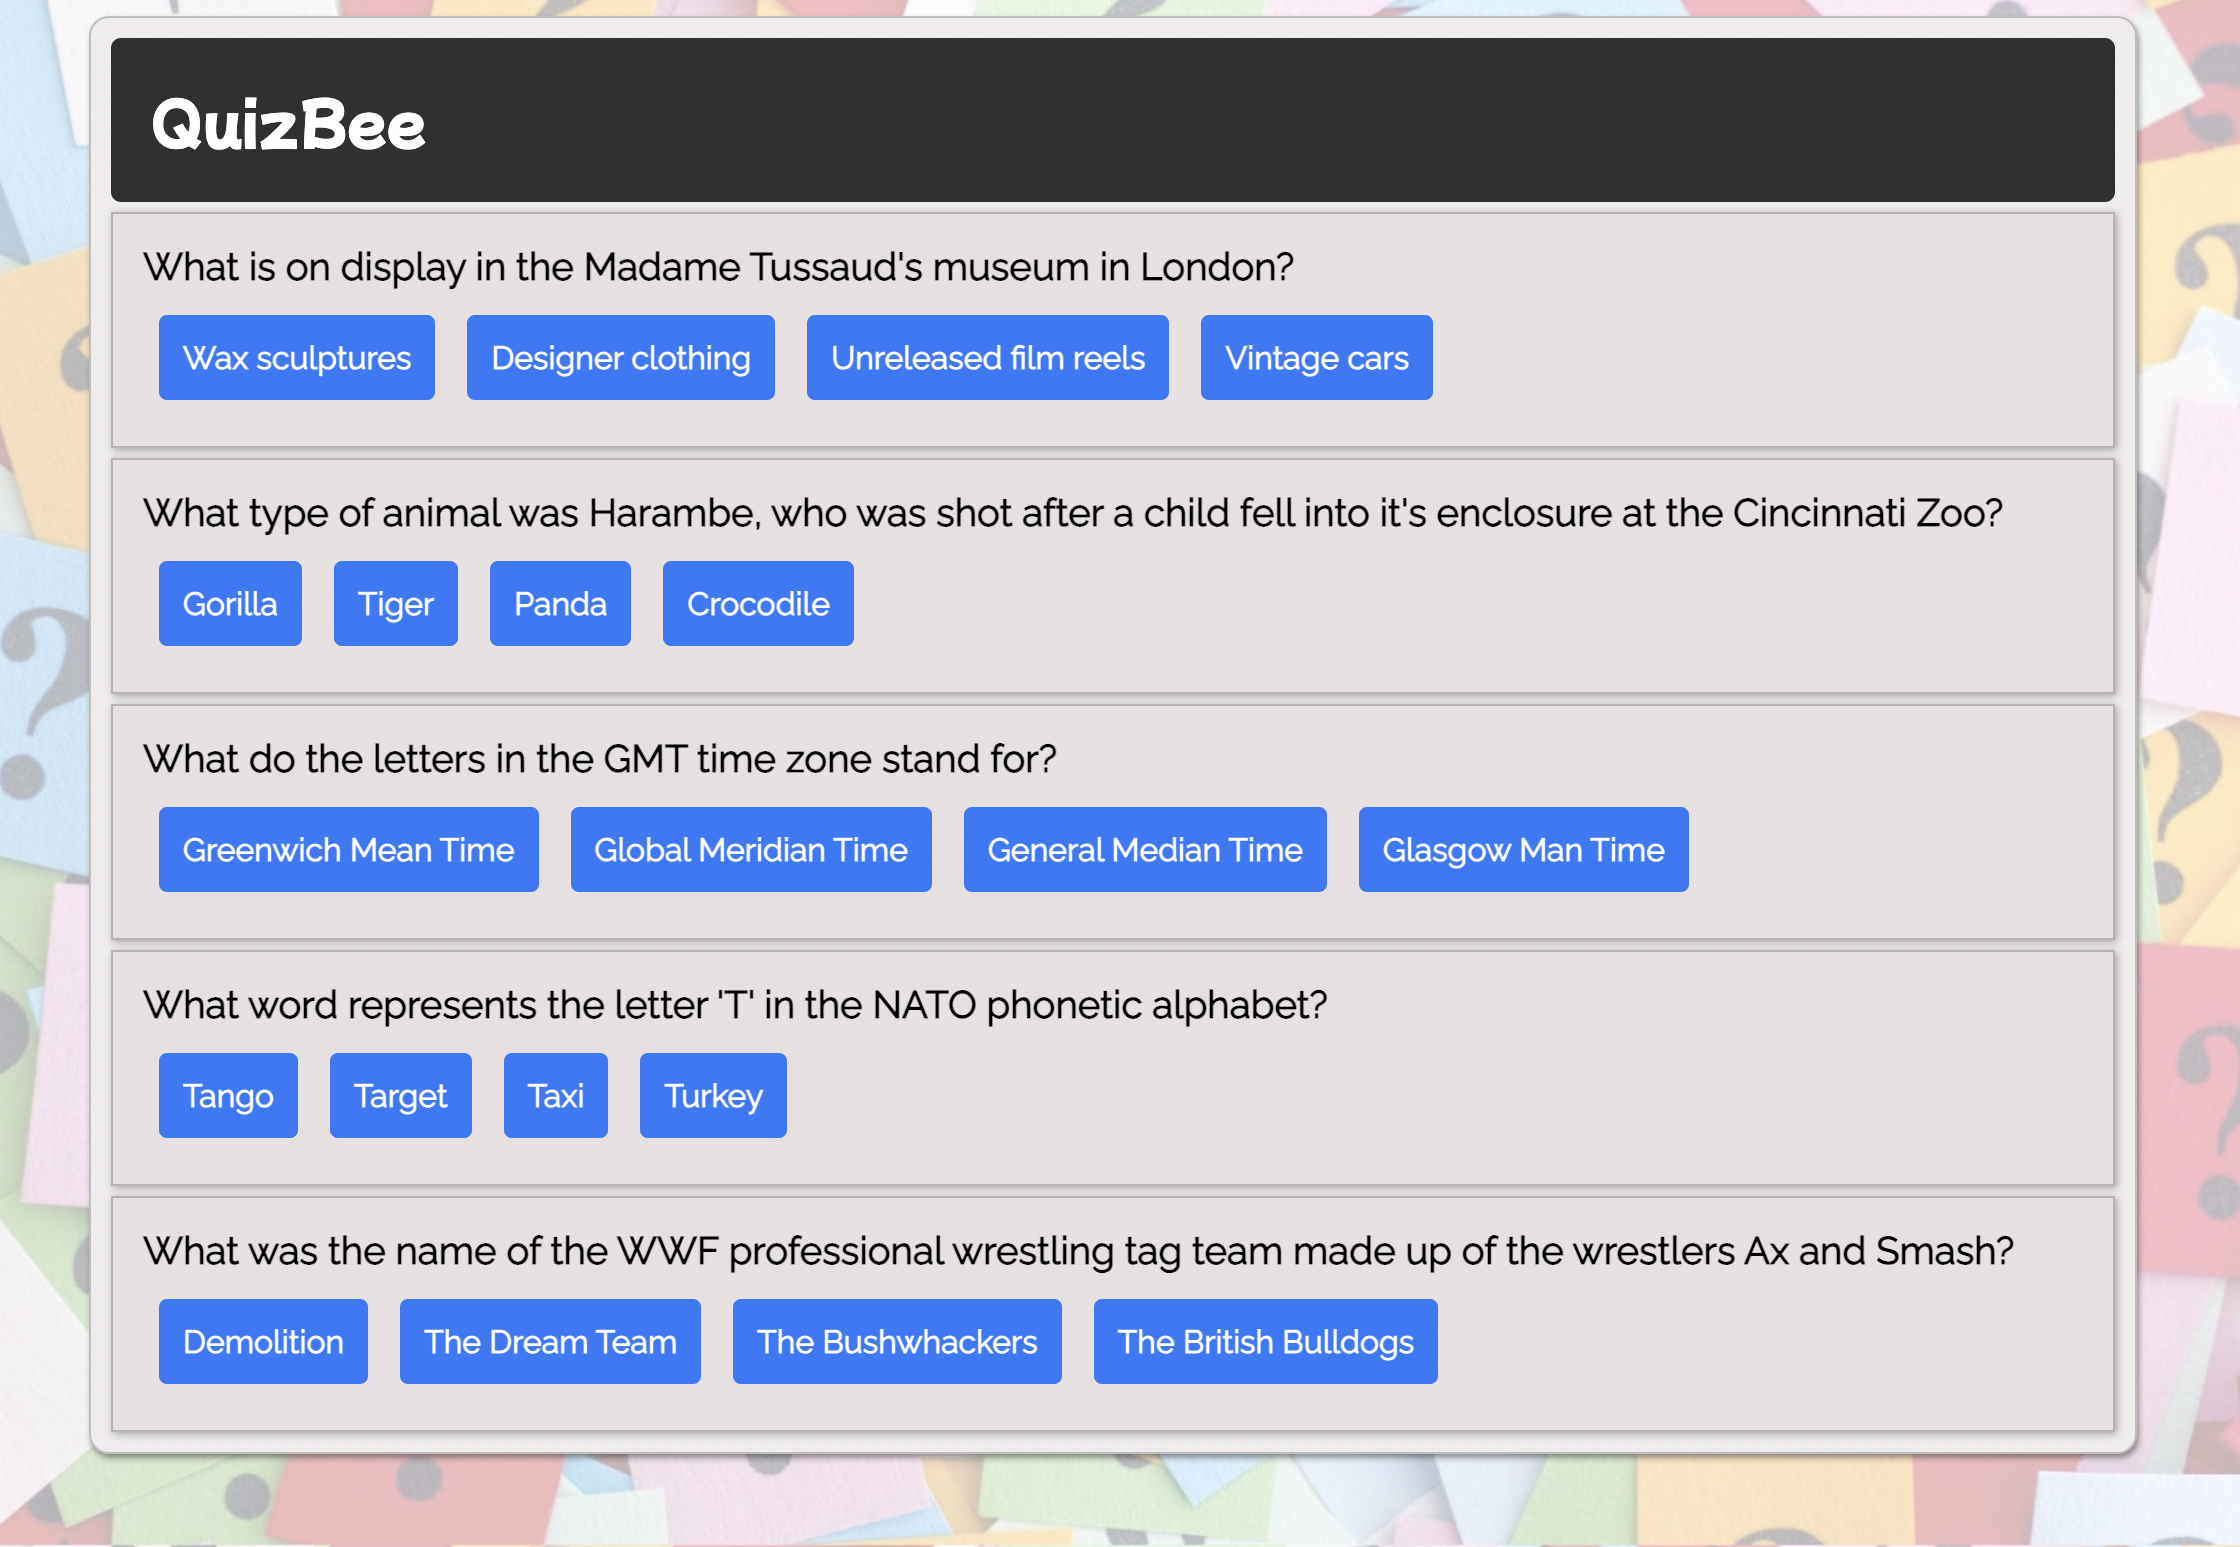 QuizBee
What is on display in the Madame Tussaud's museum in London?
Wax sculptures Designer clothing Unreleased film reels Vintage cars
What type of animal was Harambe, who was shot after a child fell into it's enclosure at the Cincinnati Zoo?
Gorilla Tiger Panda Crocodile
What do the letters in the GMT time zone stand for?
Greenwich Mean Time Global Meridian Time General Median Time Glasgow Man Time
What word represents the letter 'T' in the NATO phonetic alphabet?
Tango Target Taxi Turkey
What was the name of the WWF professional wrestling tag team made up of the wrestlers Ax and Smash?
Demolition The Dream Team The Bushwhackers The British Bulldogs